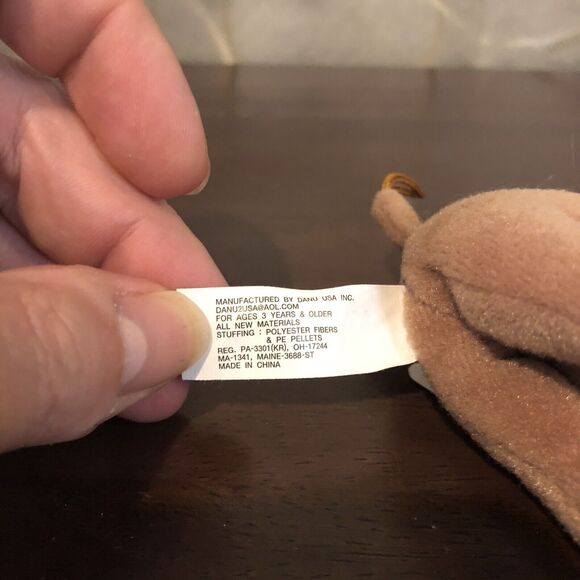 MANUFACTURED BY DANU USA INC.
DANU2USA@AOL.COM
FOR AGES 3 YEARS & OLDER
ALL NEW MATERIALS
STUFFING : POLYESTER FIBERS
& PE PELLETS
REG. PA-3301(KR), OH-17244
MA-1341, MAINE-3688-ST
MADE IN CHINA